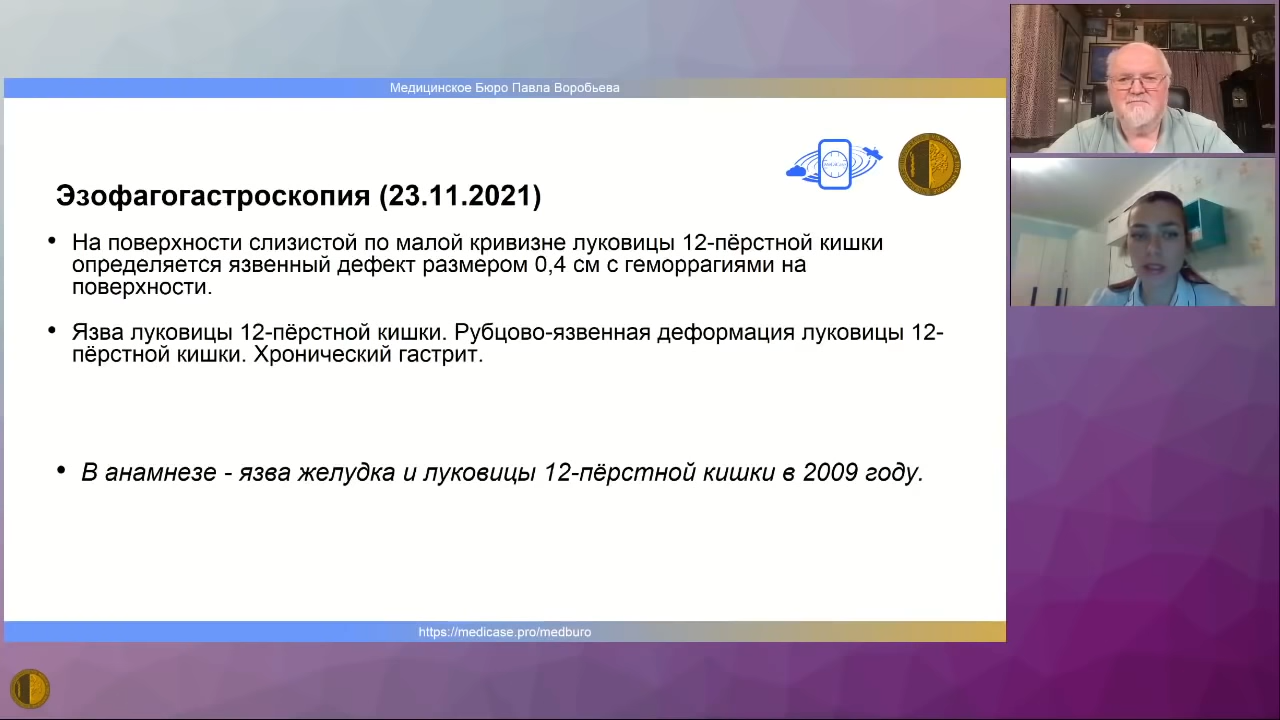 Медицинское Бюро Павла Воробьева
Эзофагогастроскопия (23.11.2021)
• На поверхности слизистой по малой кривизне луковицы 12-пёрстной кишки
определяется язвенный дефект размером 0,4 см с геморрагиями на
поверхности.
• Язва луковицы 12-пёрстной кишки. Рубцово-язвенная деформация луковицы 12-
пёрстной кишки. Хронический гастрит.
• В анамнезе - язва желудка и луковицы 12-пёрстной кишки в 2009 году.
https://medicase.pro/medburo